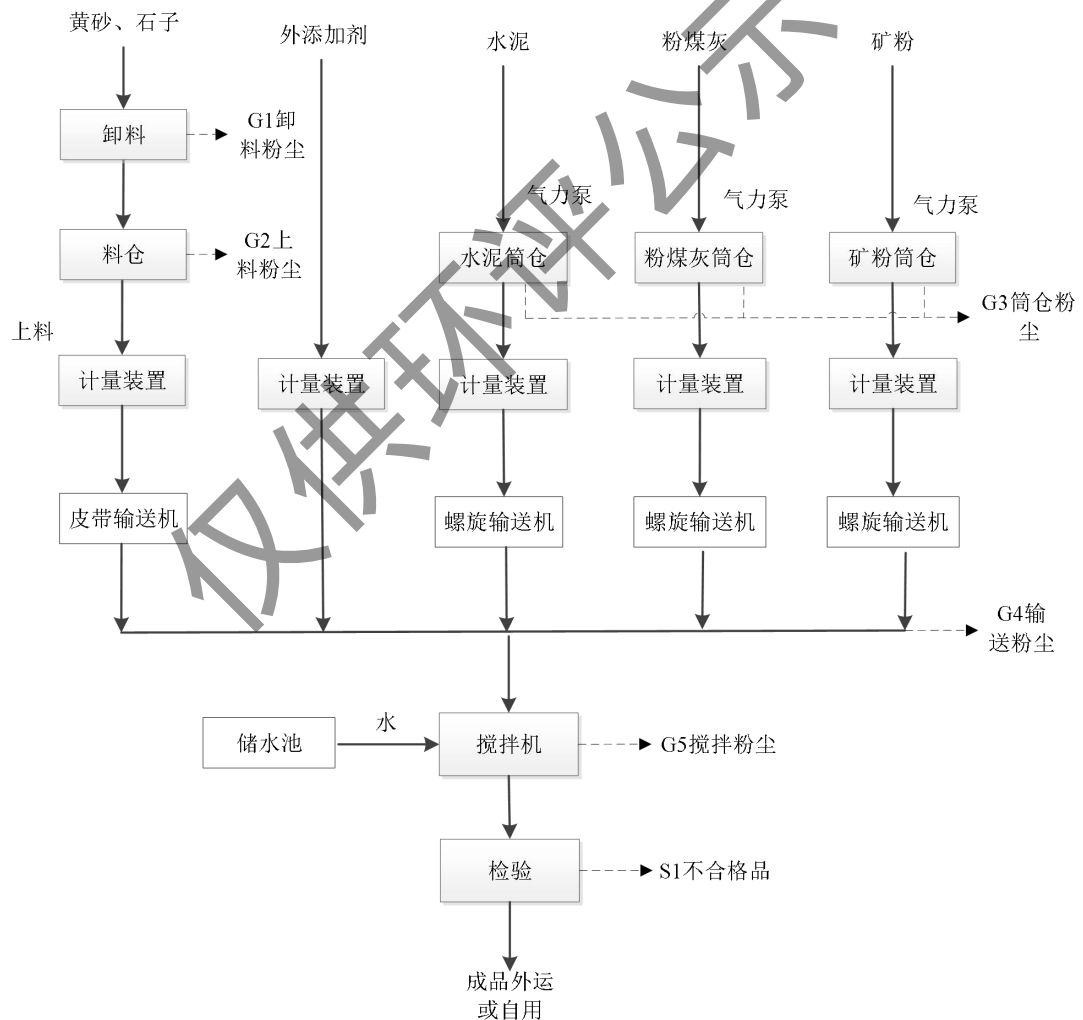 黄砂、石子
外添加剂
水泥
粉煤灰
矿粉
卸料
G1卸
料粉尘
气力泵
气力泵
气力泵
料仓
G2上
料粉尘
水泥筒仓
粉煤灰筒仓
矿粉筒仓
G3筒仓粉
尘
上料
计量装置
计量装置
计量装置
计量装置
计量装置
皮带输送机
螺旋输送机
螺旋输送机
螺旋输送机
G4输
送粉尘
储水池
水
搅拌机
G5搅拌粉尘
检验
S1不合格品
成品外运
或自用
仅供环评公示